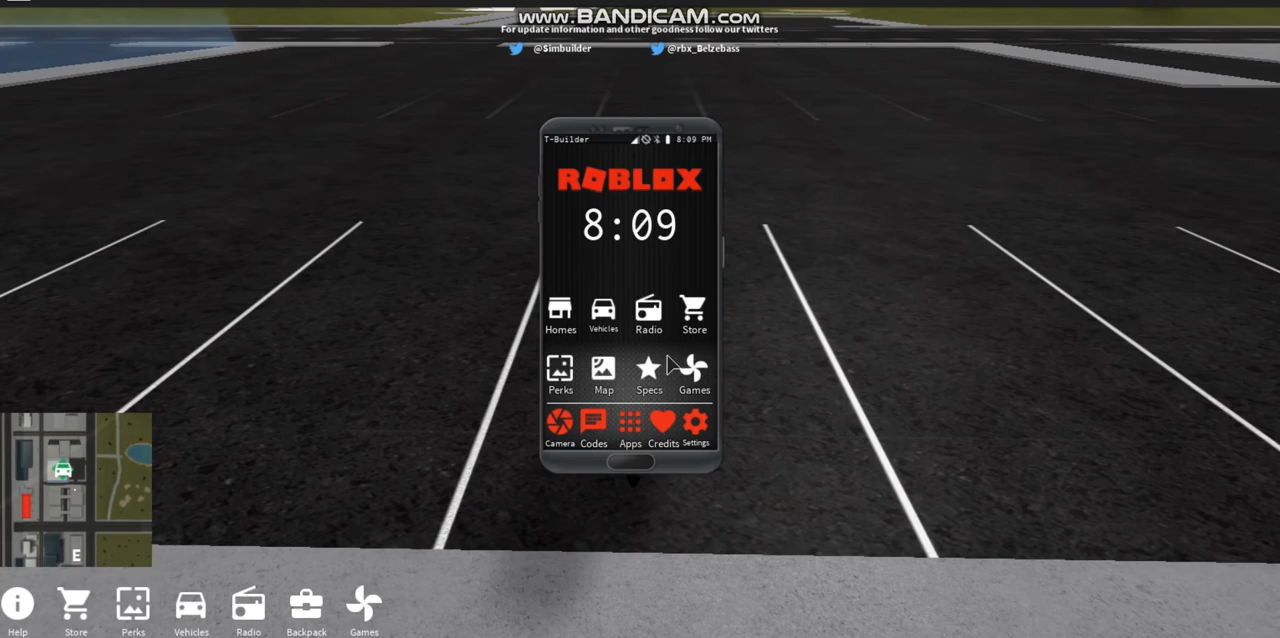 www.BANDICAM.com
For update information and other goodness follow our twitters
@Simbuilder @rbx_Belzebass
T-Builder 8:09 PM
ROBLOX
8:09
Homes Vehicles Radio Store
Perks Map Specs Games
Camera Codes Apps Credits Settings
E
Help Store Perks Vehicles Radio Backpack Games